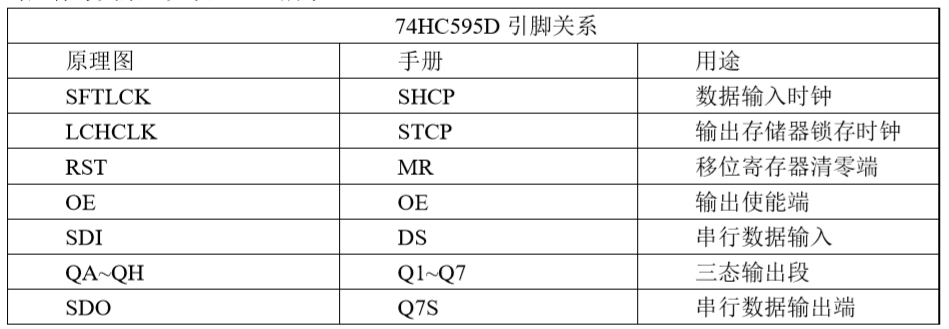 74HC595D 引脚关系
原理图 手册 用途
SFTLCK SHCP 数据输入时钟
LCHCLK STCP 输出存储器锁存时钟
RST MR 移位寄存器清零端
OE OE 输出使能端
SDI DS 串行数据输入
QA~QH Q1~Q7 三态输出段
SDO Q7S 串行数据输出端